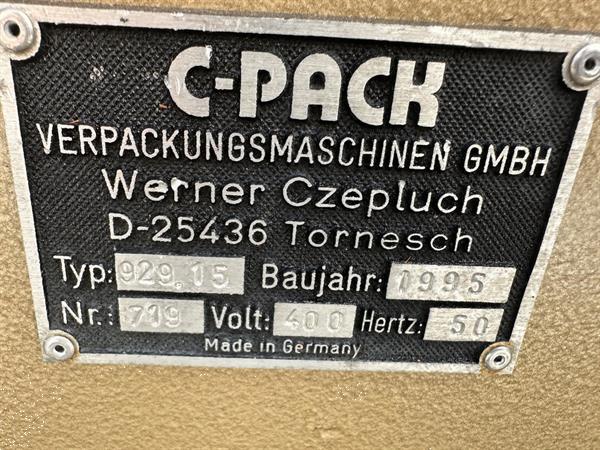 C-PACK
VERPACKUNGSMASCHINEN GMBH
Werner Czepluch
D-25436 Tornesch
Typ: 929.15 Baujahr: 1995
Nr.: 719 Volt: 400 Hertz: 50
Made in Germany